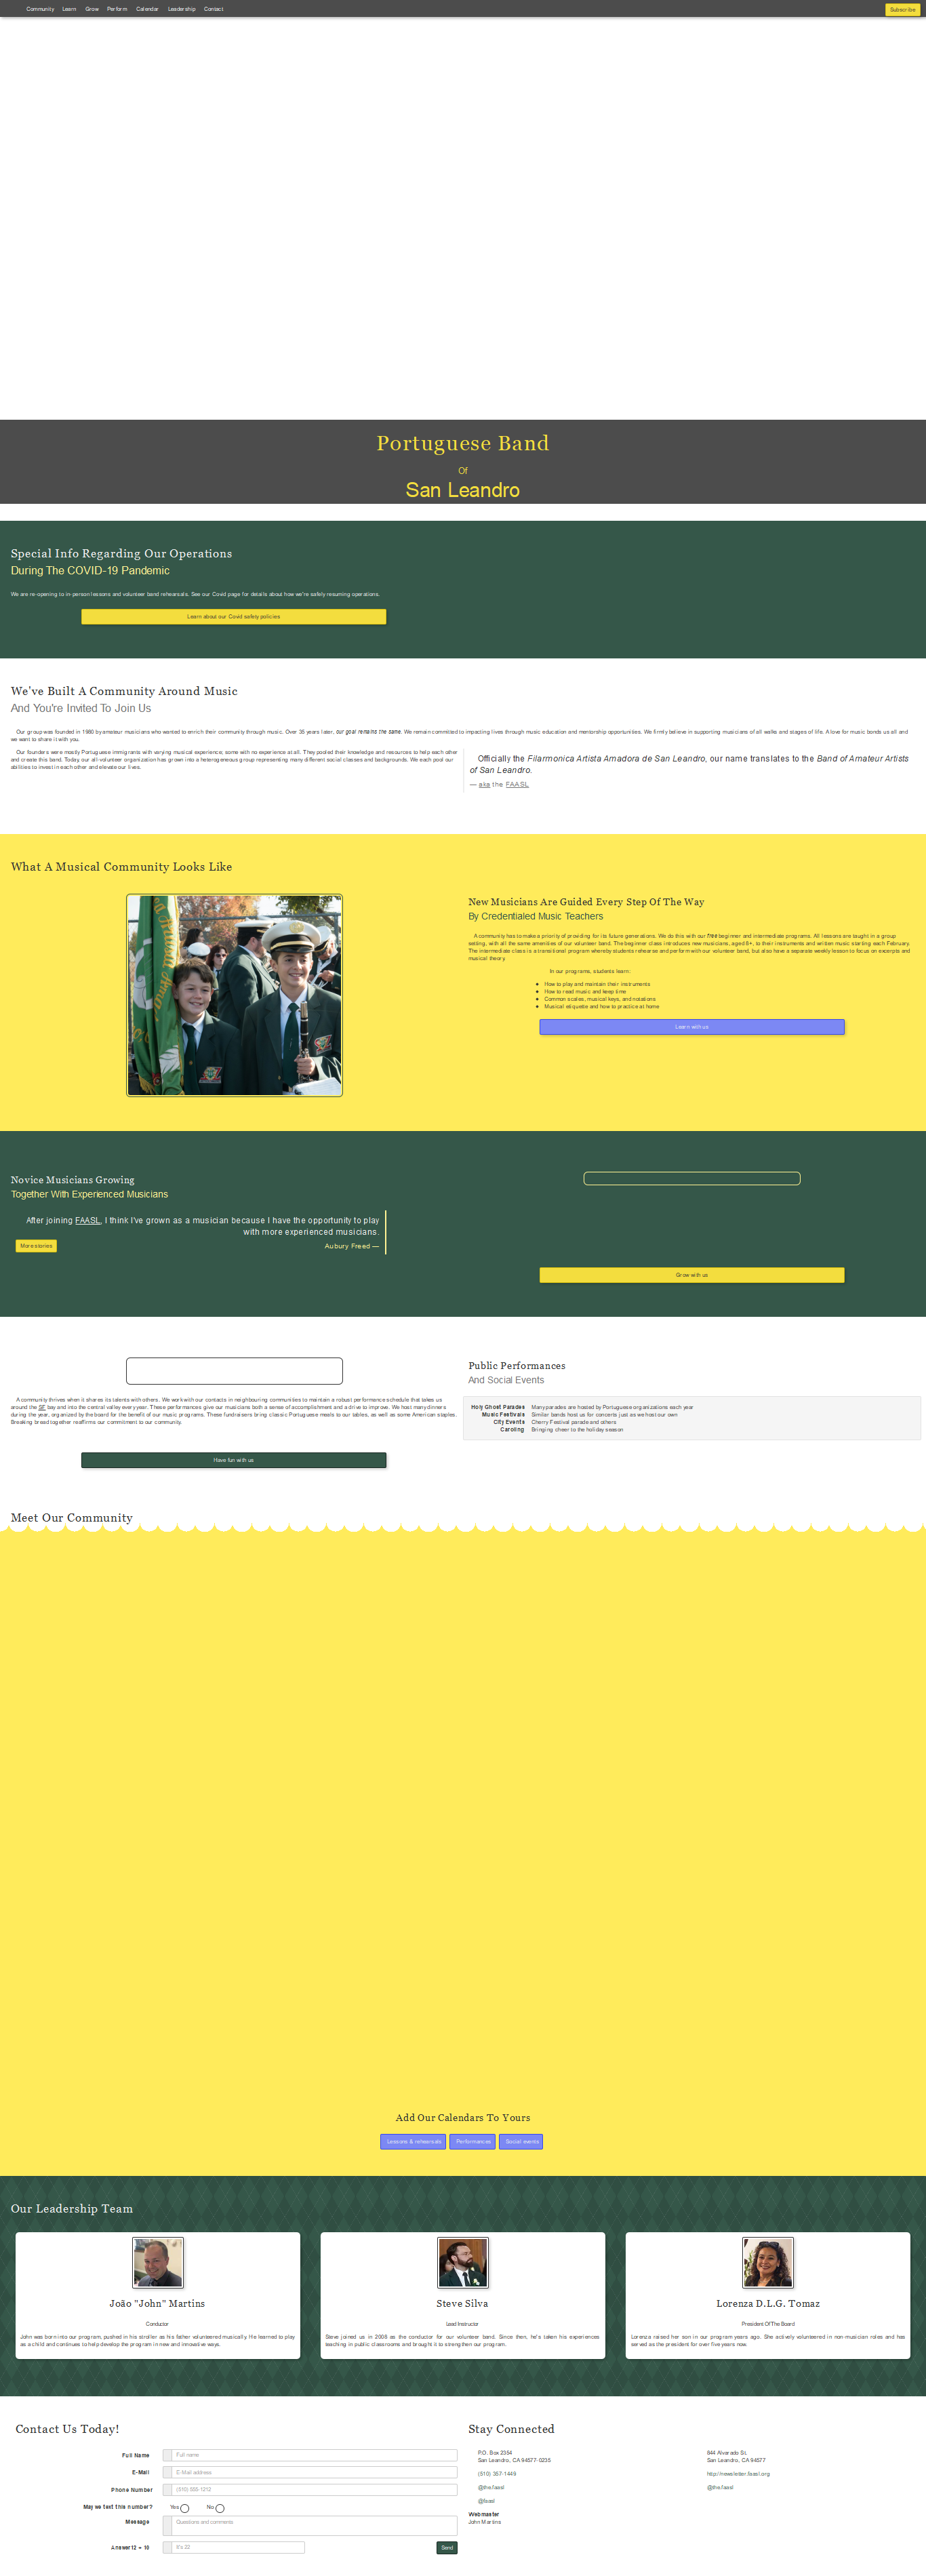 Community Learn Grow Perform Calendar Leadership Contact Subscribe
Portuguese Band
Of
San Leandro
Special Info Regarding Our Operations
During The COVID-19 Pandemic
We are re-opening to in-person lessons and volunteer band rehearsals. See our Covid page for details about how we're safely resuming operations.
Learn about our Covid safety policies
We've Built A Community Around Music
And You're Invited To Join Us
Our group was founded in 1980 by amateur musicians who wanted to enrich their community through music. Over 35 years later, our goal remains the same. We remain committed to impacting lives through music education and mentorship opportunities. We firmly believe in supporting musicians of all walks and stages of life. A love for music bonds us all and
we want to share it with you.
Our founders were mostly Portuguese immigrants with varying musical experience; some with no experience at all. They pooled their knowledge and resources to help each other
and create this band. Today, our all-volunteer organization has grown into a heterogeneous group representing many different social classes and backgrounds. We each pool our
abilities to invest in each other and elevate our lives.
Officially the Filarmonica Artista Amadora de San Leandro, our name translates to the Band of Amateur Artists
of San Leandro.
— aka the FAASL
What A Musical Community Looks Like
New Musicians Are Guided Every Step Of The Way
By Credentialed Music Teachers
A community has to make a priority of providing for its future generations. We do this with our free beginner and intermediate programs. All lessons are taught in a group
setting, with all the same amenities of our volunteer band. The beginner class introduces new musicians, aged 6+, to their instruments and written music starting each February.
The intermediate class is a transitional program whereby students rehearse and perform with our volunteer band, but also have a separate weekly lesson to focus on excerpts and
musical theory.
In our programs, students learn:
How to play and maintain their instruments
How to read music and keep time
Common scales, musical keys, and notations
Musical etiquette and how to practice at home
Learn with us
Novice Musicians Growing
Together With Experienced Musicians
After joining FAASL, I think I've grown as a musician because I have the opportunity to play
with more experienced musicians.
Aubury Freed —
More stories
Grow with us
A community thrives when it shares its talents with others. We work with our contacts in neighbouring communities to maintain a robust performance schedule that takes us
around the SF bay and into the central valley every year. These performances give our musicians both a sense of accomplishment and a drive to improve. We host many dinners
during the year, organized by the board for the benefit of our music programs. These fundraisers bring classic Portuguese meals to our tables, as well as some American staples.
Breaking bread together reaffirms our commitment to our community.
Have fun with us
Public Performances
And Social Events
Holy Ghost Parades Many parades are hosted by Portuguese organizations each year
Music Festivals Similar bands host us for concerts just as we host our own
City Events Cherry Festival parade and others
Caroling Bringing cheer to the holiday season
Meet Our Community
Add Our Calendars To Yours
Lessons & rehearsals Performances Social events
Our Leadership Team
João "John" Martins
Conductor
John was born into our program, pushed in his stroller as his father volunteered musically. He learned to play
as a child and continues to help develop the program in new and innovative ways.
Steve Silva
Lead Instructor
Steve joined us in 2008 as the conductor for our volunteer band. Since then, he's taken his experiences
teaching in public classrooms and brought it to strengthen our program.
Lorenza D.L.G. Tomaz
President Of The Board
Lorenza raised her son in our program years ago. She actively volunteered in non-musician roles and has
served as the president for over five years now.
Contact Us Today!
Full Name Full name
E-Mail E-Mail address
Phone Number (510) 555-1212
May we text this number? Yes No
Message Questions and comments
Answer 12 + 10 It's 22
Send
Stay Connected
P.O. Box 2354
San Leandro, CA 94577-0235
(510) 357-1449
@the.faasl
@faasl
644 Alvarado St.
San Leandro, CA 94577
http://newsletter.faasl.org
@the.faasl
Webmaster
John Martins